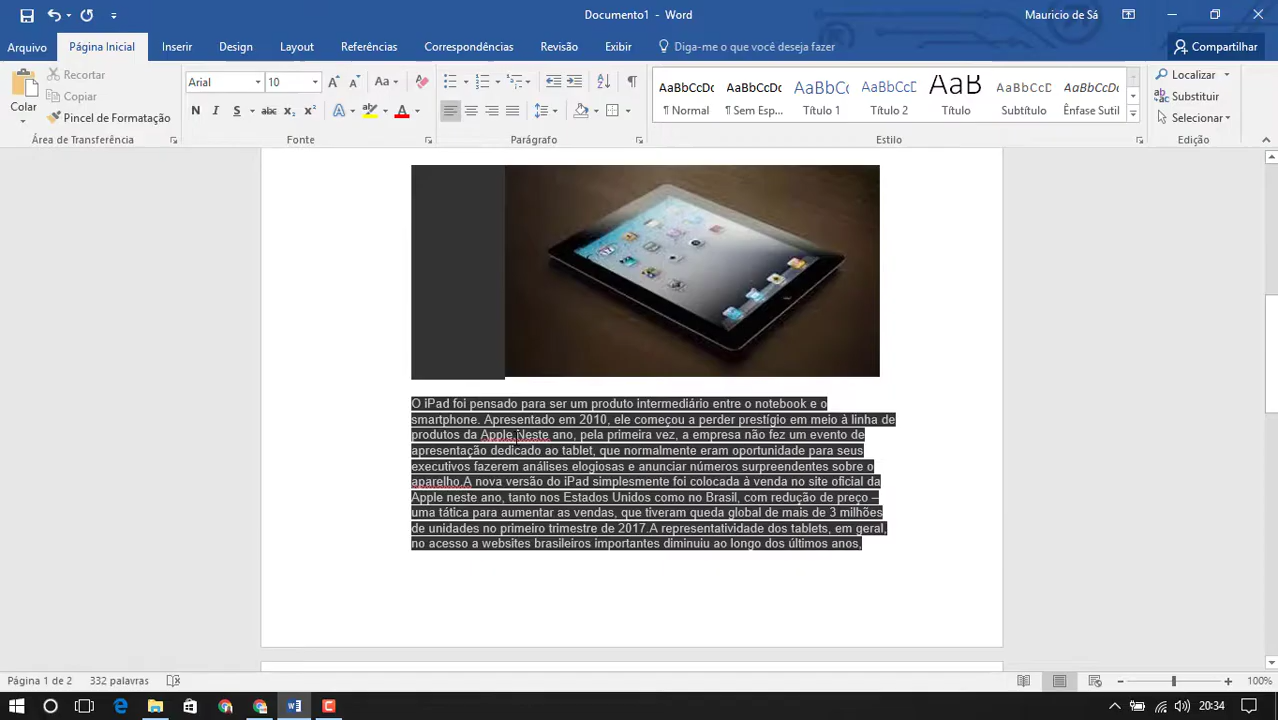 Documento1 - Word
Mauricio de Sá
Arquivo
Página Inicial
Inserir
Design
Layout
Referências
Correspondências
Revisão
Exibir
Diga-me o que você deseja fazer
Compartilhar
Colar
Recortar
Copiar
Pincel de Formatação
Área de Transferência
Arial
10
Aa
N I S abc x₂ x²
A
Fonte
Parágrafo
AaBbCcDc
¶ Normal
AaBbCcDc
¶ Sem Esp...
AaBbCc
Título 1
AaBbCcD
Título 2
AaB
Título
AaBbCcD
Subtítulo
AaBbCcDc
Ênfase Sutil
Estilo
Localizar
Substituir
Selecionar
Edição
O iPad foi pensado para ser um produto intermediário entre o notebook e o
smartphone. Apresentado em 2010, ele começou a perder prestígio em meio à linha de
produtos da Apple.Neste ano, pela primeira vez, a empresa não fez um evento de
apresentação dedicado ao tablet, que normalmente eram oportunidade para seus
executivos fazerem análises elogiosas e anunciar números surpreendentes sobre o
aparelho.A nova versão do iPad simplesmente foi colocada à venda no site oficial da
Apple neste ano, tanto nos Estados Unidos como no Brasil, com redução de preço –
uma tática para aumentar as vendas, que tiveram queda global de mais de 3 milhões
de unidades no primeiro trimestre de 2017.A representatividade dos tablets, em geral,
no acesso a websites brasileiros importantes diminuiu ao longo dos últimos anos.
Página 1 de 2
332 palavras
100%
20:34